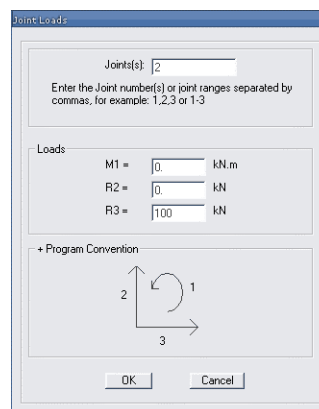 Joint Loads
Joints(s): 2
Enter the Joint number(s) or joint ranges separated by
commas, for example: 1,2,3 or 1-3
Loads
M1 = 0. kN.m
R2 = 0. kN
R3 = 100 kN
+ Program Convention
2 1
3
OK Cancel